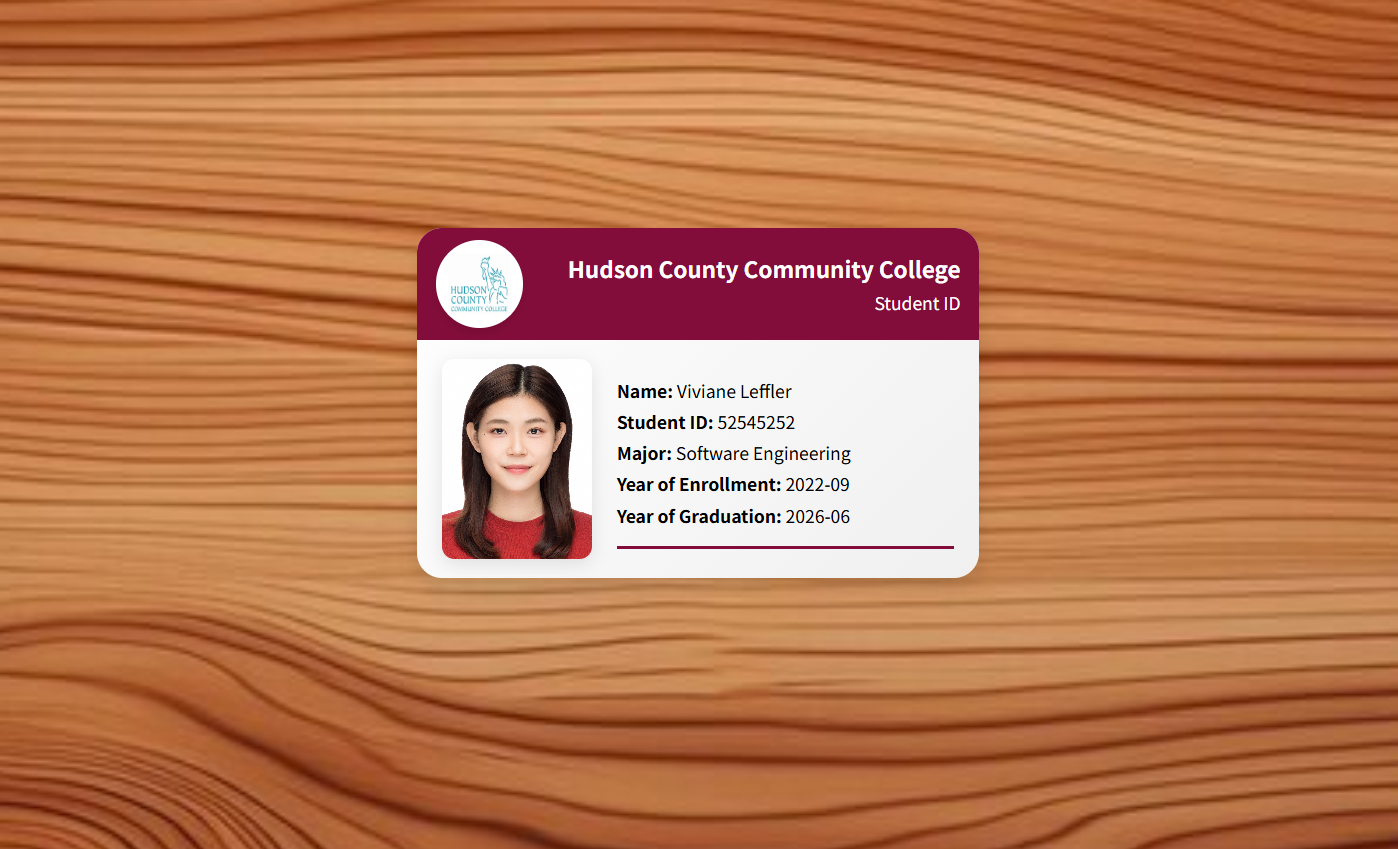 HUDSON
COUNTY
COMMUNITY COLLEGE
Hudson County Community College
Student ID
Name: Viviane Leffler
Student ID: 52545252
Major: Software Engineering
Year of Enrollment: 2022-09
Year of Graduation: 2026-06